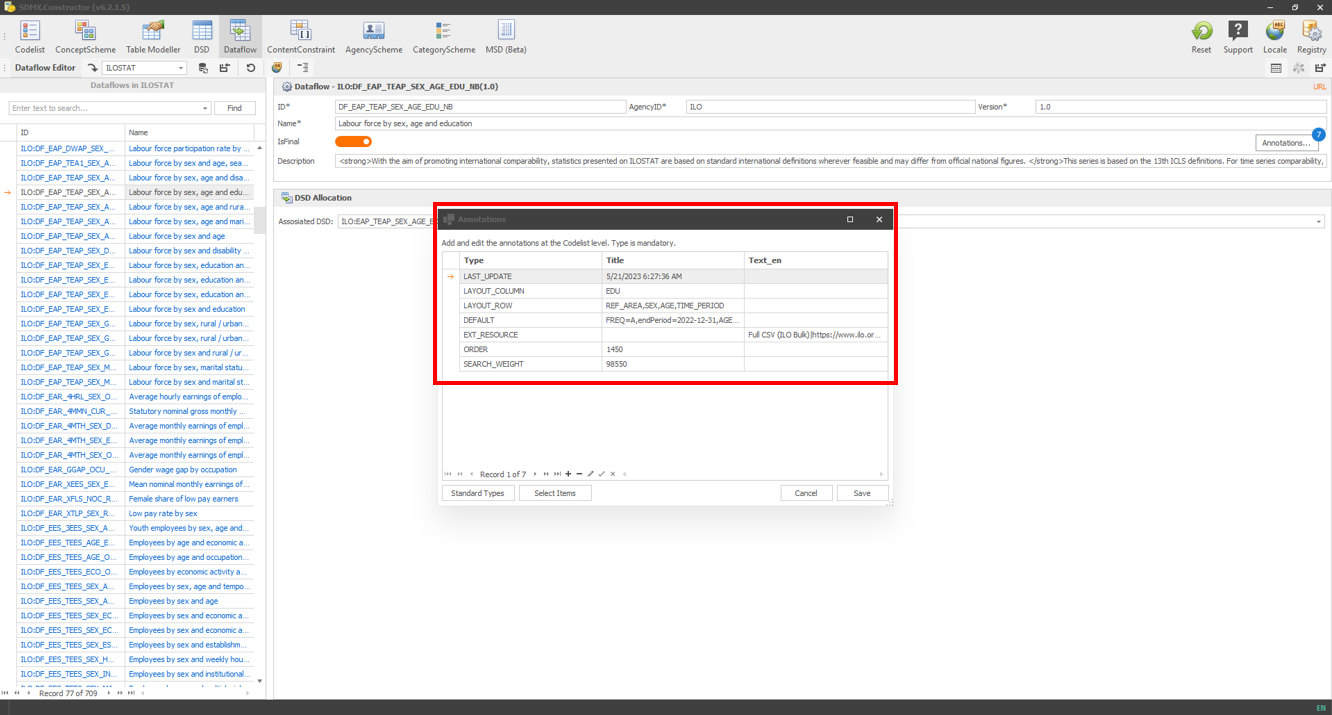 SDMX.Constructor (v6.2.1.5)
Codelist
ConceptScheme
Table Modeller
DSD
Dataflow
ContentConstraint
AgencyScheme
CategoryScheme
MSD (Beta)
Reset
Support
Locale
Registry
Dataflow Editor
ILOSTAT
Dataflows in ILOSTAT
Enter text to search...
Find
ID Name
ILO:DF_EAP_DWAP_SEX_... Labour force participation rate by ...
ILO:DF_EAP_TEA1_SEX_A... Labour force by sex and age, sea...
ILO:DF_EAP_TEAP_SEX_A... Labour force by sex, age and disa...
ILO:DF_EAP_TEAP_SEX_A... Labour force by sex, age and edu...
ILO:DF_EAP_TEAP_SEX_A... Labour force by sex, age and rura...
ILO:DF_EAP_TEAP_SEX_A... Labour force by sex, age and mari...
ILO:DF_EAP_TEAP_SEX_A... Labour force by sex and age
ILO:DF_EAP_TEAP_SEX_D... Labour force by sex and disability ...
ILO:DF_EAP_TEAP_SEX_E... Labour force by sex, education an...
ILO:DF_EAP_TEAP_SEX_E... Labour force by sex, education an...
ILO:DF_EAP_TEAP_SEX_E... Labour force by sex, education an...
ILO:DF_EAP_TEAP_SEX_E... Labour force by sex and education
ILO:DF_EAP_TEAP_SEX_G... Labour force by sex, rural / urban...
ILO:DF_EAP_TEAP_SEX_G... Labour force by sex, rural / urban...
ILO:DF_EAP_TEAP_SEX_G... Labour force by sex and rural / ur...
ILO:DF_EAP_TEAP_SEX_M... Labour force by sex, marital statu...
ILO:DF_EAP_TEAP_SEX_M... Labour force by sex and marital st...
ILO:DF_EAR_4HRL_SEX_O... Average hourly earnings of emplo...
ILO:DF_EAR_4MMN_CUR_... Statutory nominal gross monthly ...
ILO:DF_EAR_4MTH_SEX_D... Average monthly earnings of empl...
ILO:DF_EAR_4MTH_SEX_E... Average monthly earnings of empl...
ILO:DF_EAR_4MTH_SEX_O... Average monthly earnings of empl...
ILO:DF_EAR_GGAP_OCU_... Gender wage gap by occupation
ILO:DF_EAR_XEES_SEX_E... Mean nominal monthly earnings of ...
ILO:DF_EAR_XFLS_NOC_R... Female share of low pay earners
ILO:DF_EAR_XTLP_SEX_R... Low pay rate by sex
ILO:DF_EES_3EES_SEX_A... Youth employees by sex, age and...
ILO:DF_EES_TEES_AGE_E... Employees by age and economic a...
ILO:DF_EES_TEES_AGE_O... Employees by age and occupation...
ILO:DF_EES_TEES_ECO_O... Employees by economic activity a...
ILO:DF_EES_TEES_SEX_A... Employees by sex, age and tempo...
ILO:DF_EES_TEES_SEX_A... Employees by sex and age
ILO:DF_EES_TEES_SEX_EC... Employees by sex and economic a...
ILO:DF_EES_TEES_SEX_EC... Employees by sex and economic a...
ILO:DF_EES_TEES_SEX_ES... Employees by sex and establishm...
ILO:DF_EES_TEES_SEX_H... Employees by sex and weekly hou...
ILO:DF_EES_TEES_SEX_IN... Employees by sex and institutional...
Record 77 of 709
Dataflow - ILO:DF_EAP_TEAP_SEX_AGE_EDU_NB(1.0)
URL
ID* DF_EAP_TEAP_SEX_AGE_EDU_NB AgencyID* ILO Version* 1.0
Name* Labour force by sex, age and education
IsFinal
7
Annotations...
Description <strong>With the aim of promoting international comparability, statistics presented on ILOSTAT are based on standard international definitions wherever feasible and may differ from official national figures. </strong>This series is based on the 13th ICLS definitions. For time series comparability,
DSD Allocation
Assosiated DSD: ILO:EAP_TEAP_SEX_AGE_E
Annotations
Add and edit the annotations at the Codelist level. Type is mandatory.
Type Title Text_en
LAST_UPDATE 5/21/2023 6:27:36 AM
LAYOUT_COLUMN EDU
LAYOUT_ROW REF_AREA,SEX,AGE,TIME_PERIOD
DEFAULT FREQ=A,endPeriod=2022-12-31,AGE...
EXT_RESOURCE Full CSV (ILO Bulk)|https://www.ilo.or...
ORDER 1450
SEARCH_WEIGHT 98550
Record 1 of 7
Standard Types
Select Items
Cancel
Save
EN